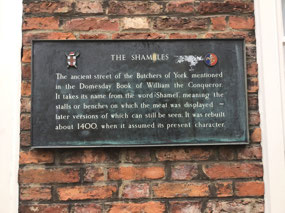 THE SHAMBLES
The ancient street of the Butchers of York mentioned
in the Domesday Book of William the Conqueror.
It takes its name from the word 'Shamel', meaning the
stalls or benches on which the meat was displayed -
later versions of which can still be seen. It was rebuilt
about 1400, when it assumed its present character.